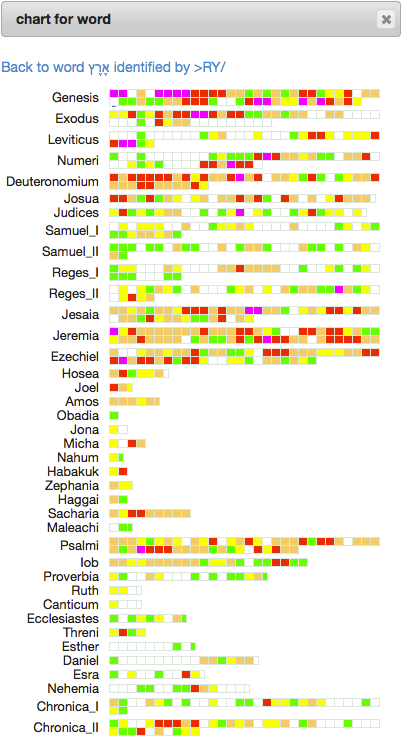 chart for word
Back to word אֶרֶץ identified by >RY/
Genesis
Exodus
Leviticus
Numeri
Deuteronomium
Josua
Judices
Samuel_I
Samuel_II
Reges_I
Reges_II
Jesaia
Jeremia
Ezechiel
Hosea
Joel
Amos
Obadia
Jona
Micha
Nahum
Habakuk
Zephania
Haggai
Sacharia
Maleachi
Psalmi
Iob
Proverbia
Ruth
Canticum
Ecclesiastes
Threni
Esther
Daniel
Esra
Nehemia
Chronica_I
Chronica_II